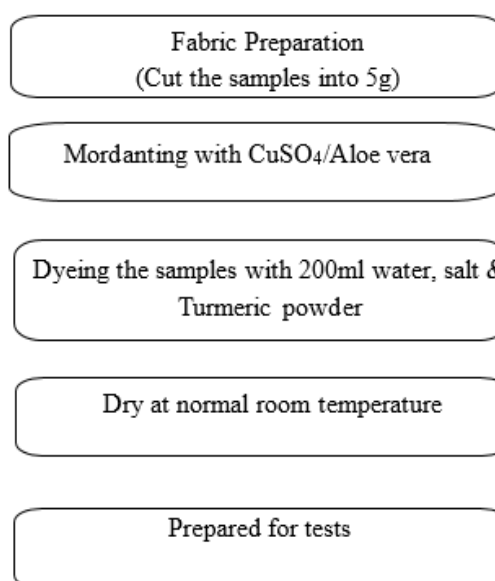 Fabric Preparation
(Cut the samples into 5g)
Mordanting with CuSO₄/Aloe vera
Dyeing the samples with 200ml water, salt &
Turmeric powder
Dry at normal room temperature
Prepared for tests